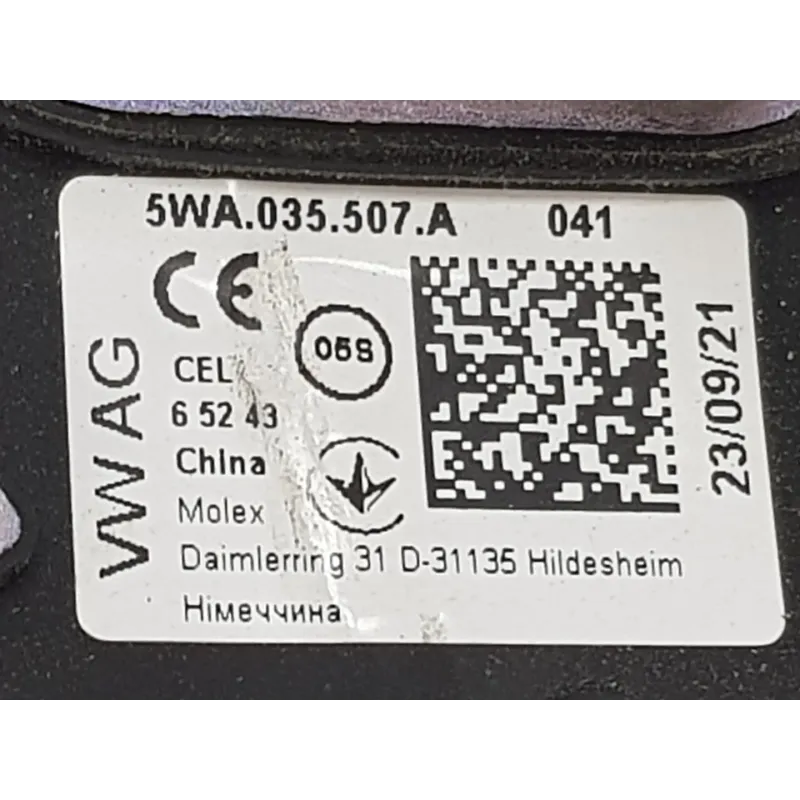 5WA.035.507.A 041
CE
05S
CEL
6 52 43
China
Molex
Daimlerring 31 D-31135 Hildesheim
Німеччина
VW AG
23/09/21